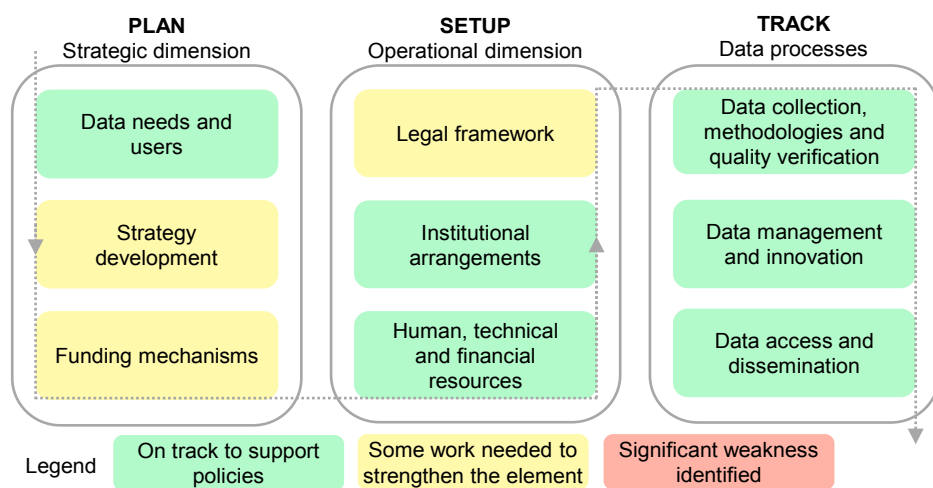 PLAN
Strategic dimension
SETUP
Operational dimension
TRACK
Data processes
Data needs and
users
Strategy
development
Funding mechanisms
Legal framework
Institutional
arrangements
Human, technical
and financial
resources
Data collection,
methodologies and
quality verification
Data management
and innovation
Data access and
dissemination
Legend
On track to support
policies
Some work needed to
strengthen the element
Significant weakness
identified